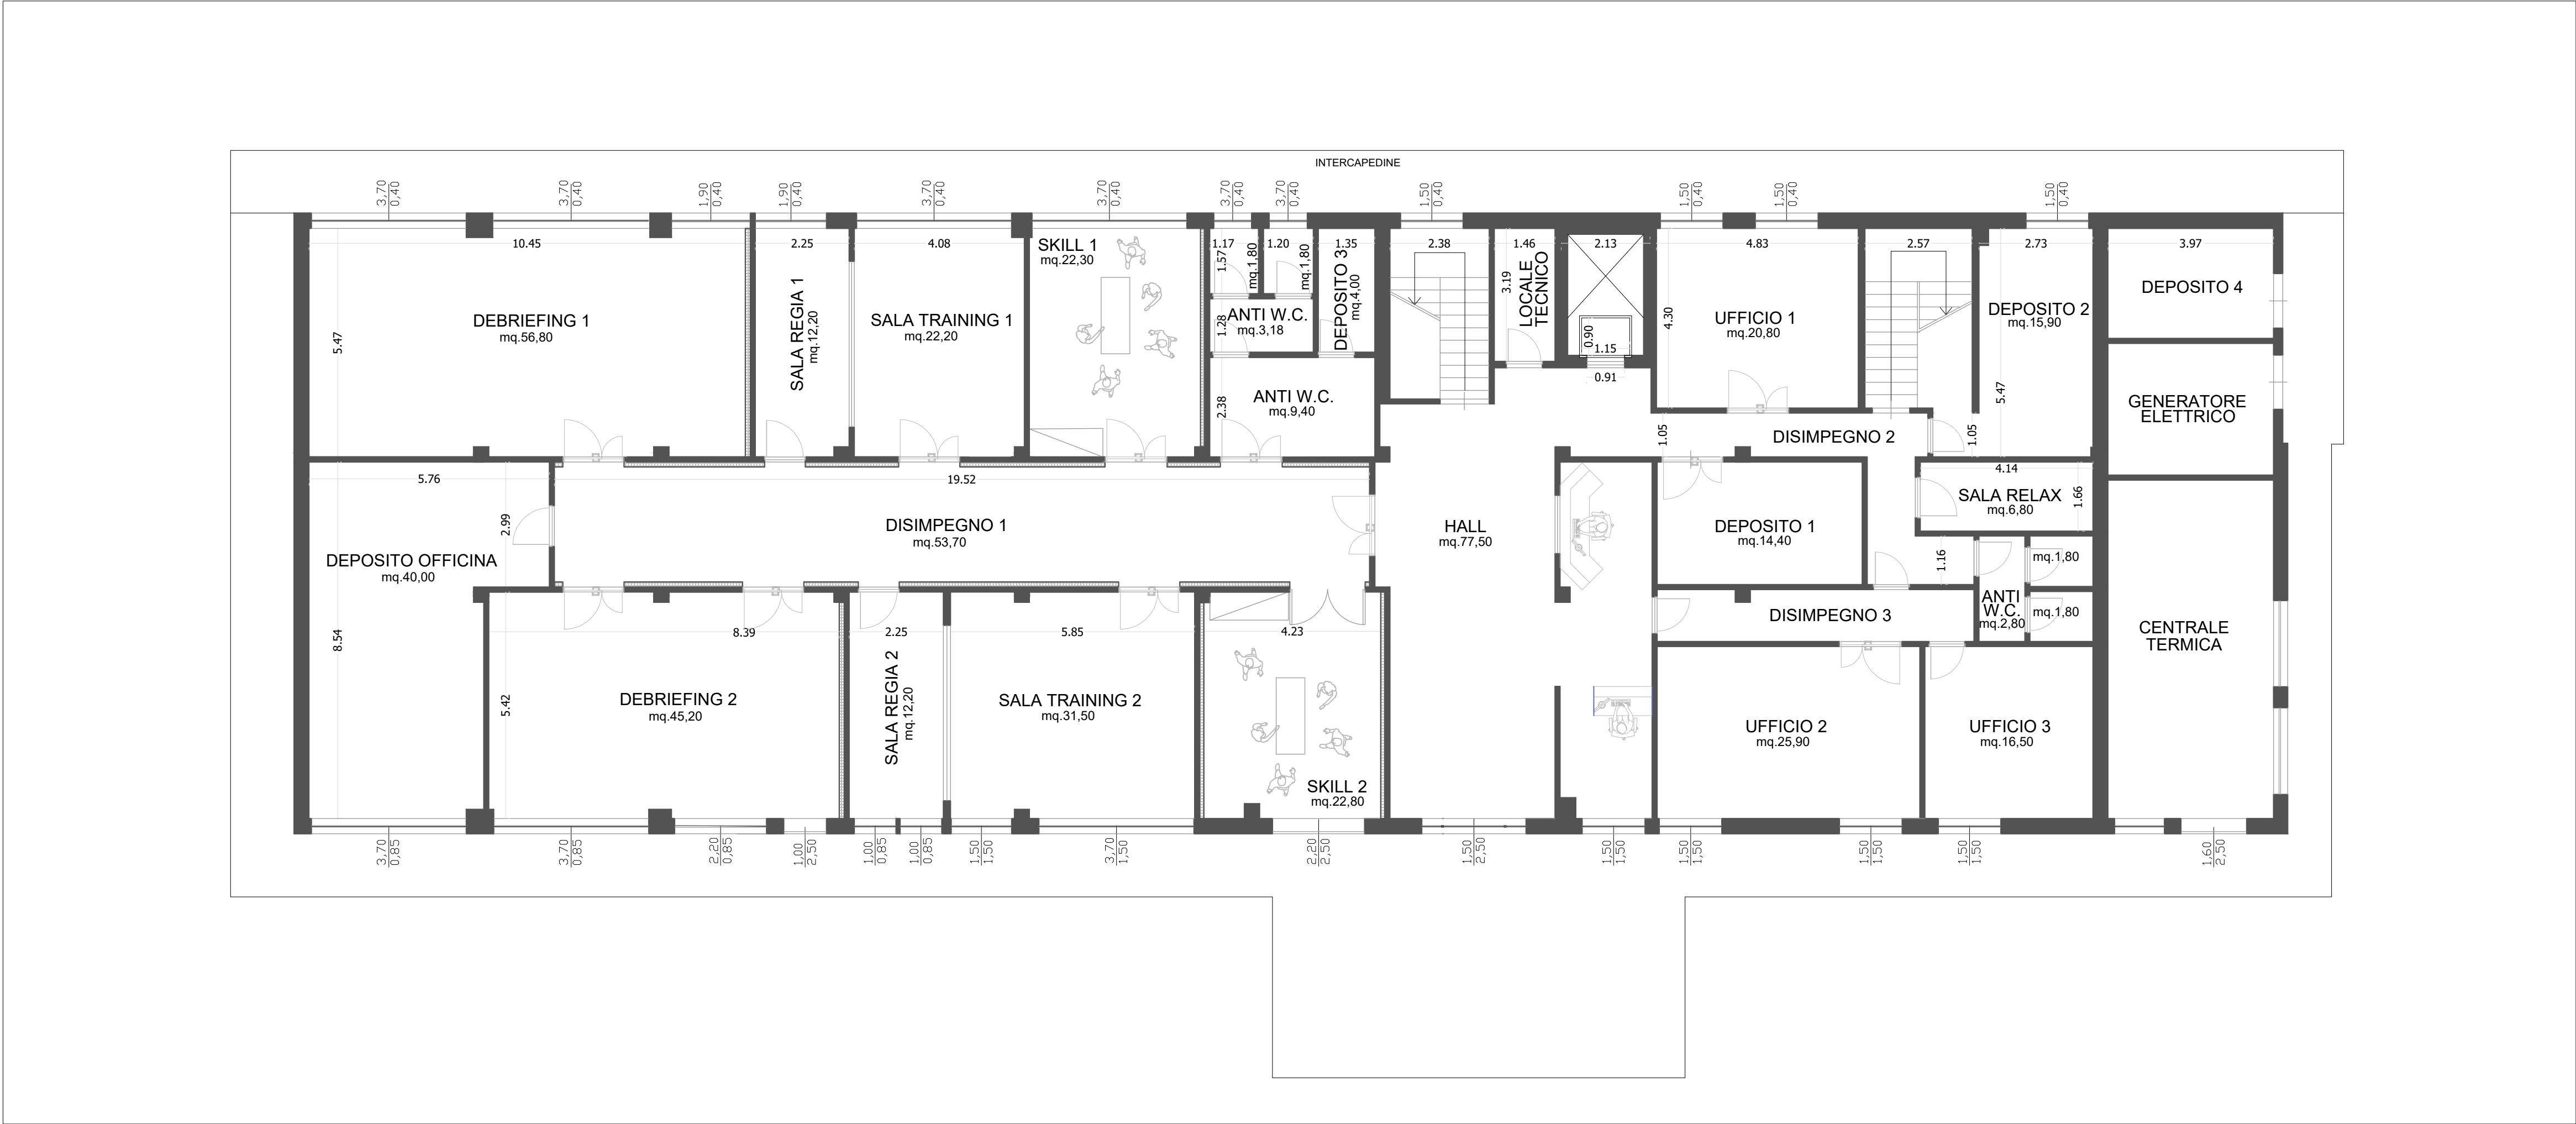 INTERCAPEDINE
3,70
0,40
3,70
0,40
1,90
0,40
1,90
0,40
3,70
0,40
3,70
0,40
3,70
0,40
3,70
0,40
1,50
0,40
1,50
0,40
1,50
0,40
1,50
0,40
10.45
5.47
DEBRIEFING 1
mq.56,80
2.25
SALA REGIA 1
mq.12,20
4.08
SALA TRAINING 1
mq.22,20
SKILL 1
mq.22,30
1.17
1.57
mq.1,80
1.20
mq.1,80
1.35
DEPOSITO 3
mq.4,00
1.28
ANTI W.C.
mq.3,18
2.38
ANTI W.C.
mq.9,40
2.38
1.46
3.19
LOCALE
TECNICO
2.13
0.90
1.15
0.91
4.83
4.30
UFFICIO 1
mq.20,80
2.57
2.73
DEPOSITO 2
mq.15,90
5.47
3.97
DEPOSITO 4
GENERATORE
ELETTRICO
1.05
DISIMPEGNO 2
1.05
5.76
2.99
DEPOSITO OFFICINA
mq.40,00
8.54
19.52
DISIMPEGNO 1
mq.53,70
HALL
mq.77,50
DEPOSITO 1
mq.14,40
4.14
SALA RELAX
mq.6,80
1.66
1.16
mq.1,80
ANTI
W.C.
mq.2,80
mq.1,80
DISIMPEGNO 3
CENTRALE
TERMICA
8.39
5.42
DEBRIEFING 2
mq.45,20
2.25
SALA REGIA 2
mq.12,20
5.85
SALA TRAINING 2
mq.31,50
4.23
SKILL 2
mq.22,80
UFFICIO 2
mq.25,90
UFFICIO 3
mq.16,50
3,70
0,85
3,70
0,85
2,20
0,85
1,00
2,50
1,00
0,85
1,00
0,85
1,50
1,50
3,70
1,50
2,20
2,50
1,50
2,50
1,50
1,50
1,50
1,50
1,50
1,50
1,50
1,50
1,60
2,50